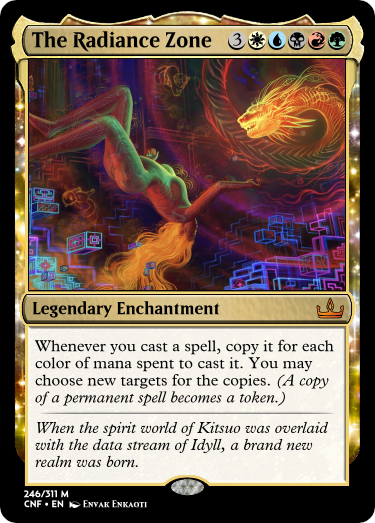 The Radiance Zone 3
Legendary Enchantment
Whenever you cast a spell, copy it for each
color of mana spent to cast it. You may
choose new targets for the copies. (A copy
of a permanent spell becomes a token.)
When the spirit world of Kitsuo was overlaid
with the data stream of Idyll, a brand new
realm was born.
246/311 M
CNF • EN Envak Enkaoti